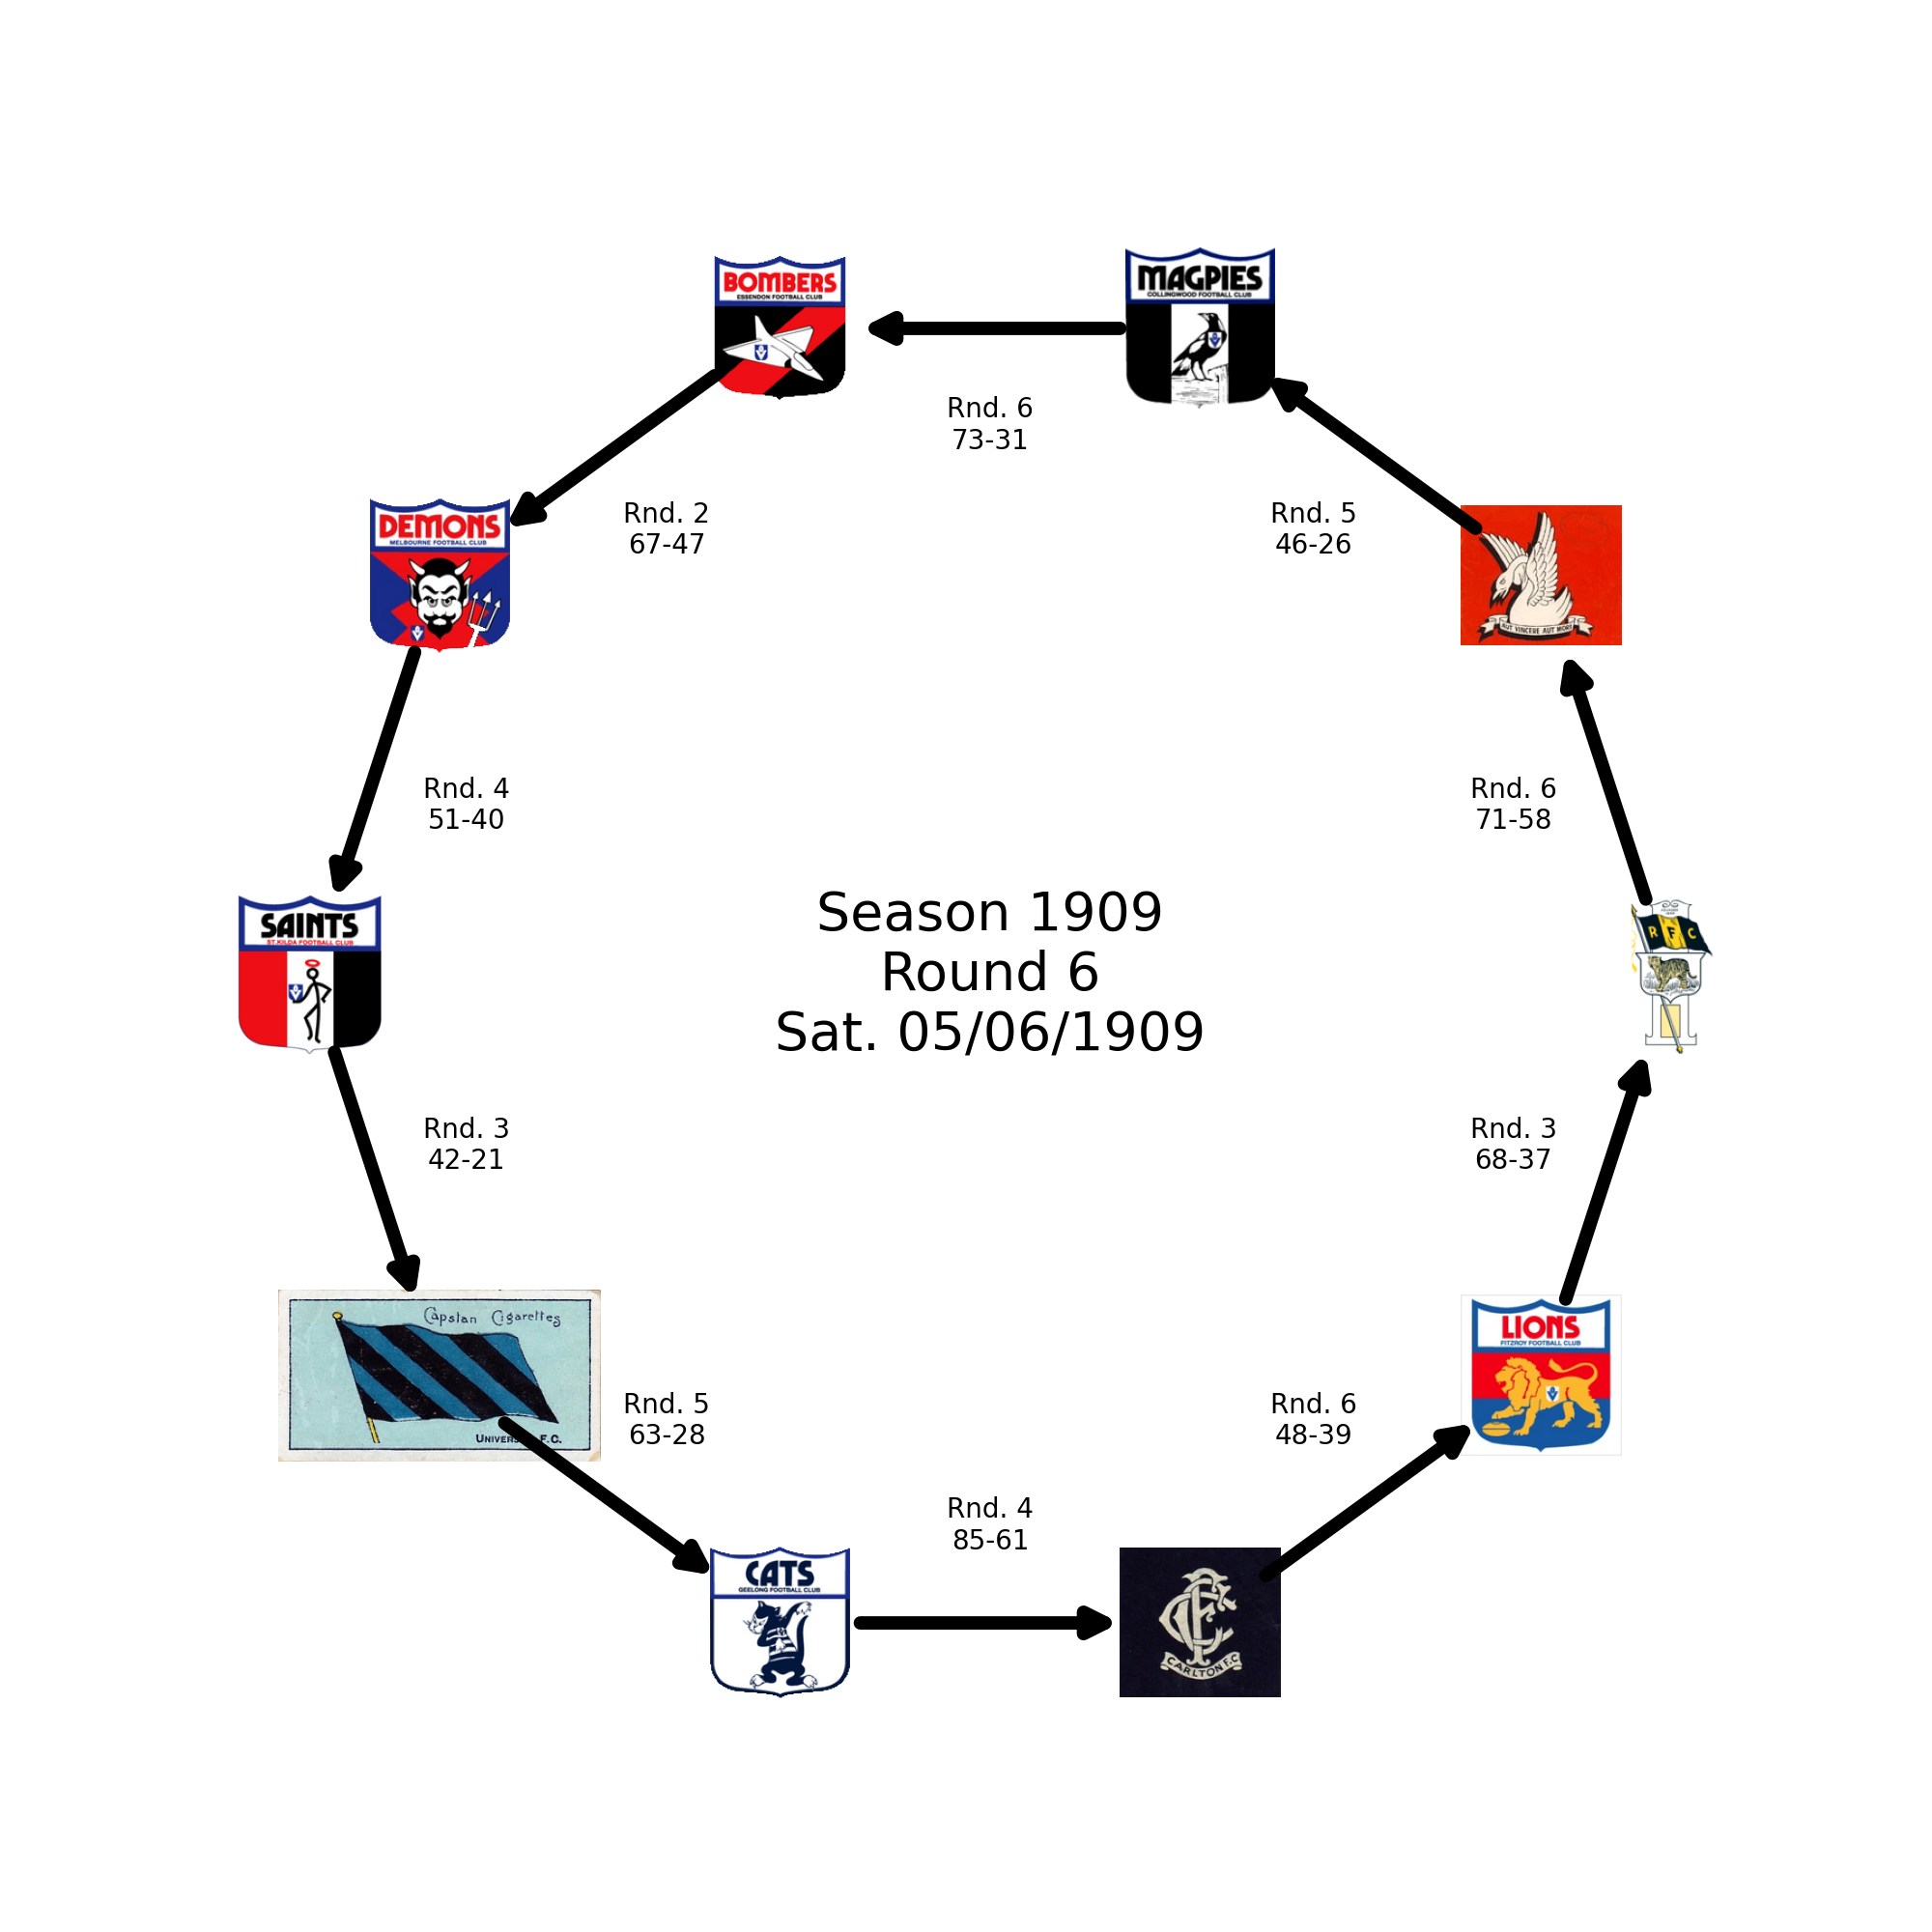 BOMBERS
ESSENDON FOOTBALL CLUB
MAGPIES
COLLINGWOOD FOOTBALL CLUB
Rnd. 6
73-31
Rnd. 2
67-47
Rnd. 5
46-26
DEMONS
MELBOURNE FOOTBALL CLUB
AUT VINCERE AUT MORI
Rnd. 4
51-40
Rnd. 6
71-58
SAINTS
ST.KILDA FOOTBALL CLUB
R F C
Season 1909
Round 6
Sat. 05/06/1909
Rnd. 3
42-21
Rnd. 3
68-37
Capstan Cigarettes
F.C.
LIONS
FITZROY FOOTBALL CLUB
Rnd. 5
63-28
Rnd. 6
48-39
Rnd. 4
85-61
CATS
GEELONG FOOTBALL CLUB
CFC
CARLTON F.C